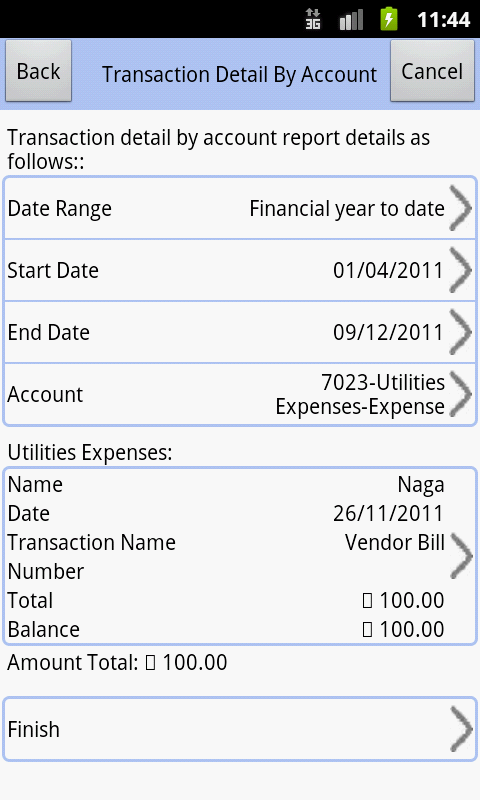 3G 11:44
Back Transaction Detail By Account Cancel
Transaction detail by account report details as
follows::
Date Range Financial year to date
Start Date 01/04/2011
End Date 09/12/2011
Account 7023-Utilities
Expenses-Expense
Utilities Expenses:
Name Naga
Date 26/11/2011
Transaction Name Vendor Bill
Number
Total ▯ 100.00
Balance ▯ 100.00
Amount Total: ▯ 100.00
Finish